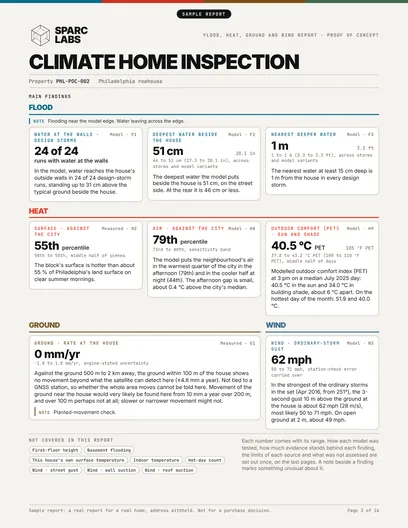 SAMPLE REPORT
SPARC
LABS
FLOOD, HEAT, GROUND AND WIND REPORT · PROOF OF CONCEPT
CLIMATE HOME INSPECTION
Property PHL-POC-002 Philadelphia rowhouse
MAIN FINDINGS
FLOOD
NOTE Flooding near the model edge. Water leaving across the edge.
WATER AT THE WALLS · DESIGN STORMS
Model · F1
24 of 24
runs with water at the walls
In the model, water reaches the house's
outside walls in 24 of 24 design-storm
runs, standing up to 31 cm above the
typical ground beside the house.
DEEPEST WATER BESIDE
THE HOUSE
Model · F2
51 cm
20.1 in
44 to 51 cm (17.3 to 20.1 in), across
storms and model variants
The deepest water the model puts
beside the house is 51 cm, on the street
side. At the rear it is 46 cm or less.
NEAREST DEEPER WATER
Model · F3
1 m
3.3 ft
1 to 1 m (3.3 to 3.3 ft), across storms
and model variants
The nearest water at least 15 cm deep is
1 m from the house in every design
storm.
HEAT
SURFACE · AGAINST
THE CITY
Measured · H2
55th percentile
50th to 55th, middle half of scenes
The block's surface is hotter than about
55 % of Philadelphia's land surface on
clear summer mornings.
AIR · AGAINST THE CITY
Model · H8
79th percentile
73rd to 84th, sensitivity band
The model puts the neighbourhood's air
in the warmest quarter of the city in the
afternoon (79th) and in the cooler half at
night (44th). The afternoon gap is small,
about 0.4 °C above the city's median.
OUTDOOR COMFORT (PET)
· SUN AND SHADE
Model · H9
40.5 °C PET
105 °F PET
37.8 to 43.2 °C PET (100 to 110 °F
PET), middle half of days
Modelled outdoor comfort index (PET)
at 3 pm on a median July 2025 day:
40.5 °C in the sun and 34.0 °C in
building shade, about 6 °C apart. On the
hottest day of the month: 51.9 and 40.0
°C.
GROUND
GROUND · RATE AT THE HOUSE
Measured · G1
0 mm/yr
Against the ground 500 m to 2 km away, the ground within 100 m of the house shows
no movement beyond what the satellite can detect here (±4.8 mm a year). Not tied to a
GNSS station, so whether the whole area moves cannot be told here. Movement of the
ground near the house would very likely be found here from 10 mm a year over 200 m,
and over 100 m perhaps not at all; slower or narrower movement might not.
NOTE Planted-movement check.
WIND
WIND · ORDINARY-STORM
GUST
Model · W3
62 mph
50 to 71 mph, station-check error
carried over
In the strongest of the ordinary storms
in the set (Apr 2016, from 25°), the 3-
second gust 10 m above the ground at
the house is about 62 mph (28 m/s),
most likely 50 to 71 mph. On open
ground at 2 m, about 49 mph.
NOT COVERED IN THIS REPORT
First-floor height
Basement flooding
This house's own surface temperature
Indoor temperature
Hot-day count
Wind · street gust
Wind · wall suction
Wind · roof suction
Each number comes with its range. How each model was
tested, how much evidence stands behind each finding,
the limits of each source and what was not assessed are
set out once, on the last pages. A note beside a finding
marks something unusual about it.
Sample report: a real report for a real home, address withheld. Not for a purchase decision.
Page 3 of 16